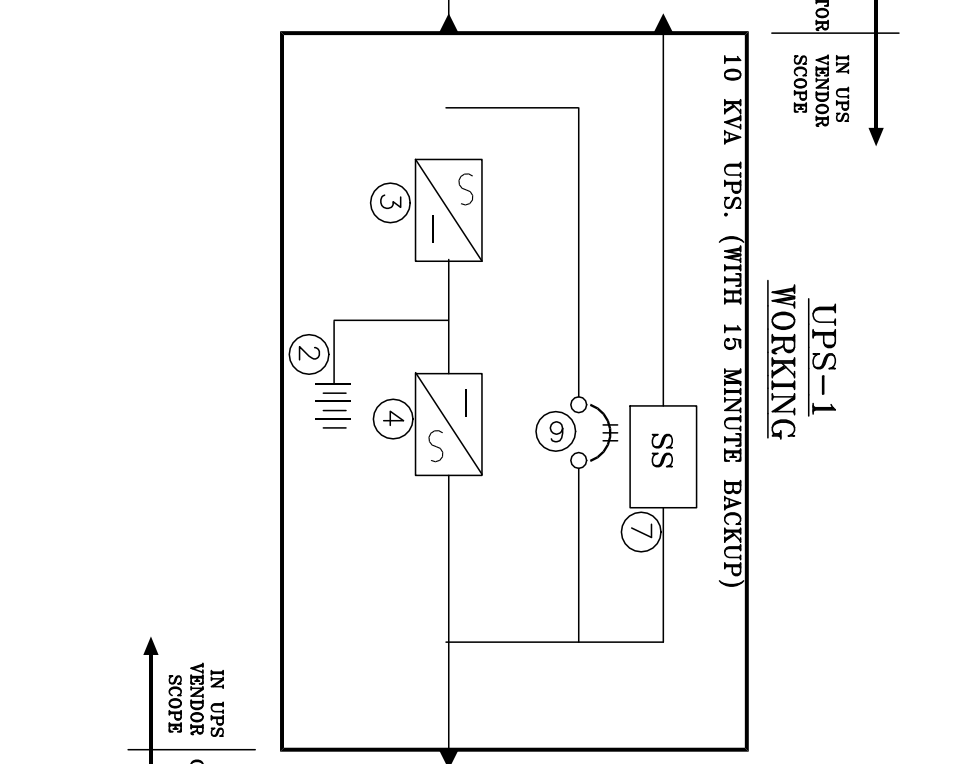 TOR
IN UPS
VENDOR
SCOPE
UPS-1
WORKING
10 KVA UPS. (WITH 15 MINUTE BACKUP)
SS
7
9
3
S
4
S
2
IN UPS
VENDOR
SCOPE